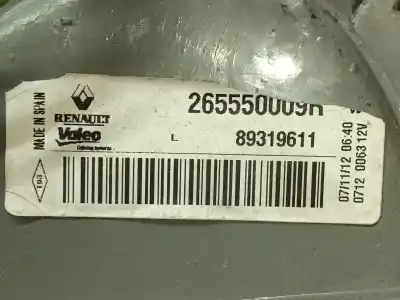 265550009R
RENAULT
Valeo
L
89319611
MADE IN SPAIN
07/11/12 06:40
0712 006312V